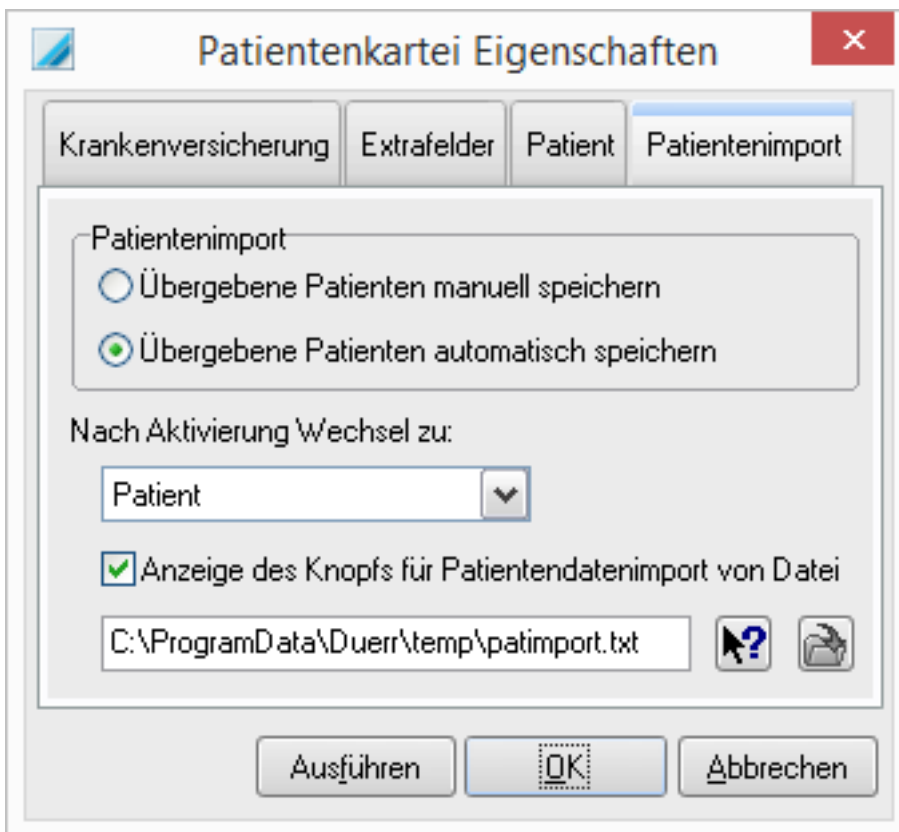 Patientenkartei Eigenschaften
Krankenversicherung Extrafelder Patient Patientenimport
Patientenimport
Übergebene Patienten manuell speichern
Übergebene Patienten automatisch speichern
Nach Aktivierung Wechsel zu:
Patient
Anzeige des Knopfs für Patientendatenimport von Datei
C:\ProgramData\Duerr\temp\patimport.txt
Ausführen OK Abbrechen